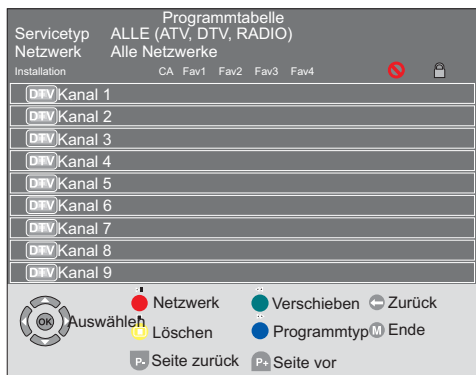 Programmtabelle
Servicetyp ALLE (ATV, DTV, RADIO)
Netzwerk Alle Netzwerke
Installation CA Fav1 Fav2 Fav3 Fav4
DTV Kanal 1
DTV Kanal 2
DTV Kanal 3
DTV Kanal 4
DTV Kanal 5
DTV Kanal 6
DTV Kanal 7
DTV Kanal 8
DTV Kanal 9
OK Auswählen Netzwerk Verschieben Zurück
Löschen Programmtyp M Ende
P- Seite zurück P+ Seite vor